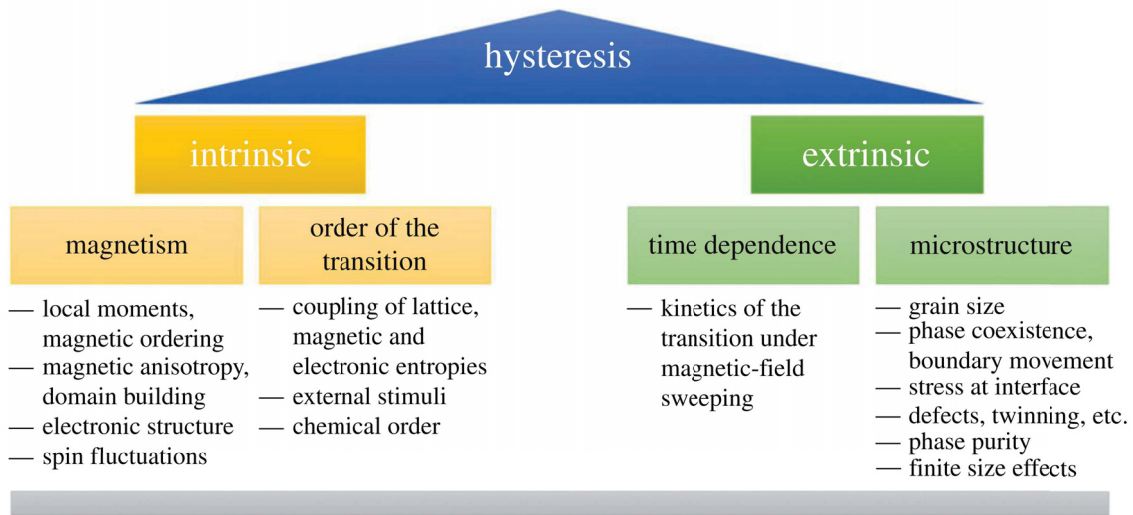 hysteresis
intrinsic
extrinsic
magnetism
order of the
transition
time dependence
microstructure
— local moments,
magnetic ordering
— magnetic anisotropy,
domain building
— electronic structure
— spin fluctuations
— coupling of lattice,
magnetic and
electronic entropies
— external stimuli
— chemical order
— kinetics of the
transition under
magnetic-field
sweeping
— grain size
— phase coexistence,
boundary movement
— stress at interface
— defects, twinning, etc.
— phase purity
— finite size effects